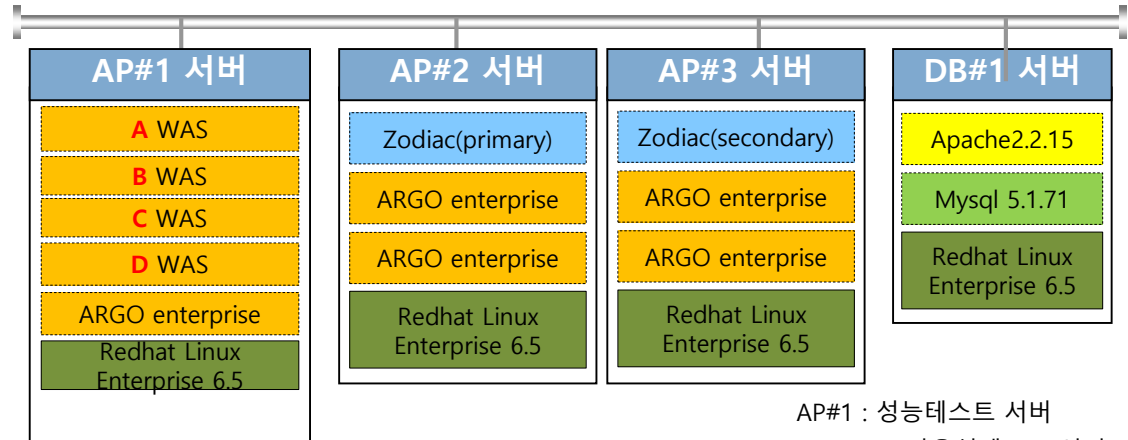 AP#1 서버
A WAS
B WAS
C WAS
D WAS
ARGO enterprise
Redhat Linux
Enterprise 6.5
AP#2 서버
Zodiac(primary)
ARGO enterprise
ARGO enterprise
Redhat Linux
Enterprise 6.5
AP#3 서버
Zodiac(secondary)
ARGO enterprise
ARGO enterprise
Redhat Linux
Enterprise 6.5
DB#1 서버
Apache2.2.15
Mysql 5.1.71
Redhat Linux
Enterprise 6.5
AP#1 : 성능테스트 서버